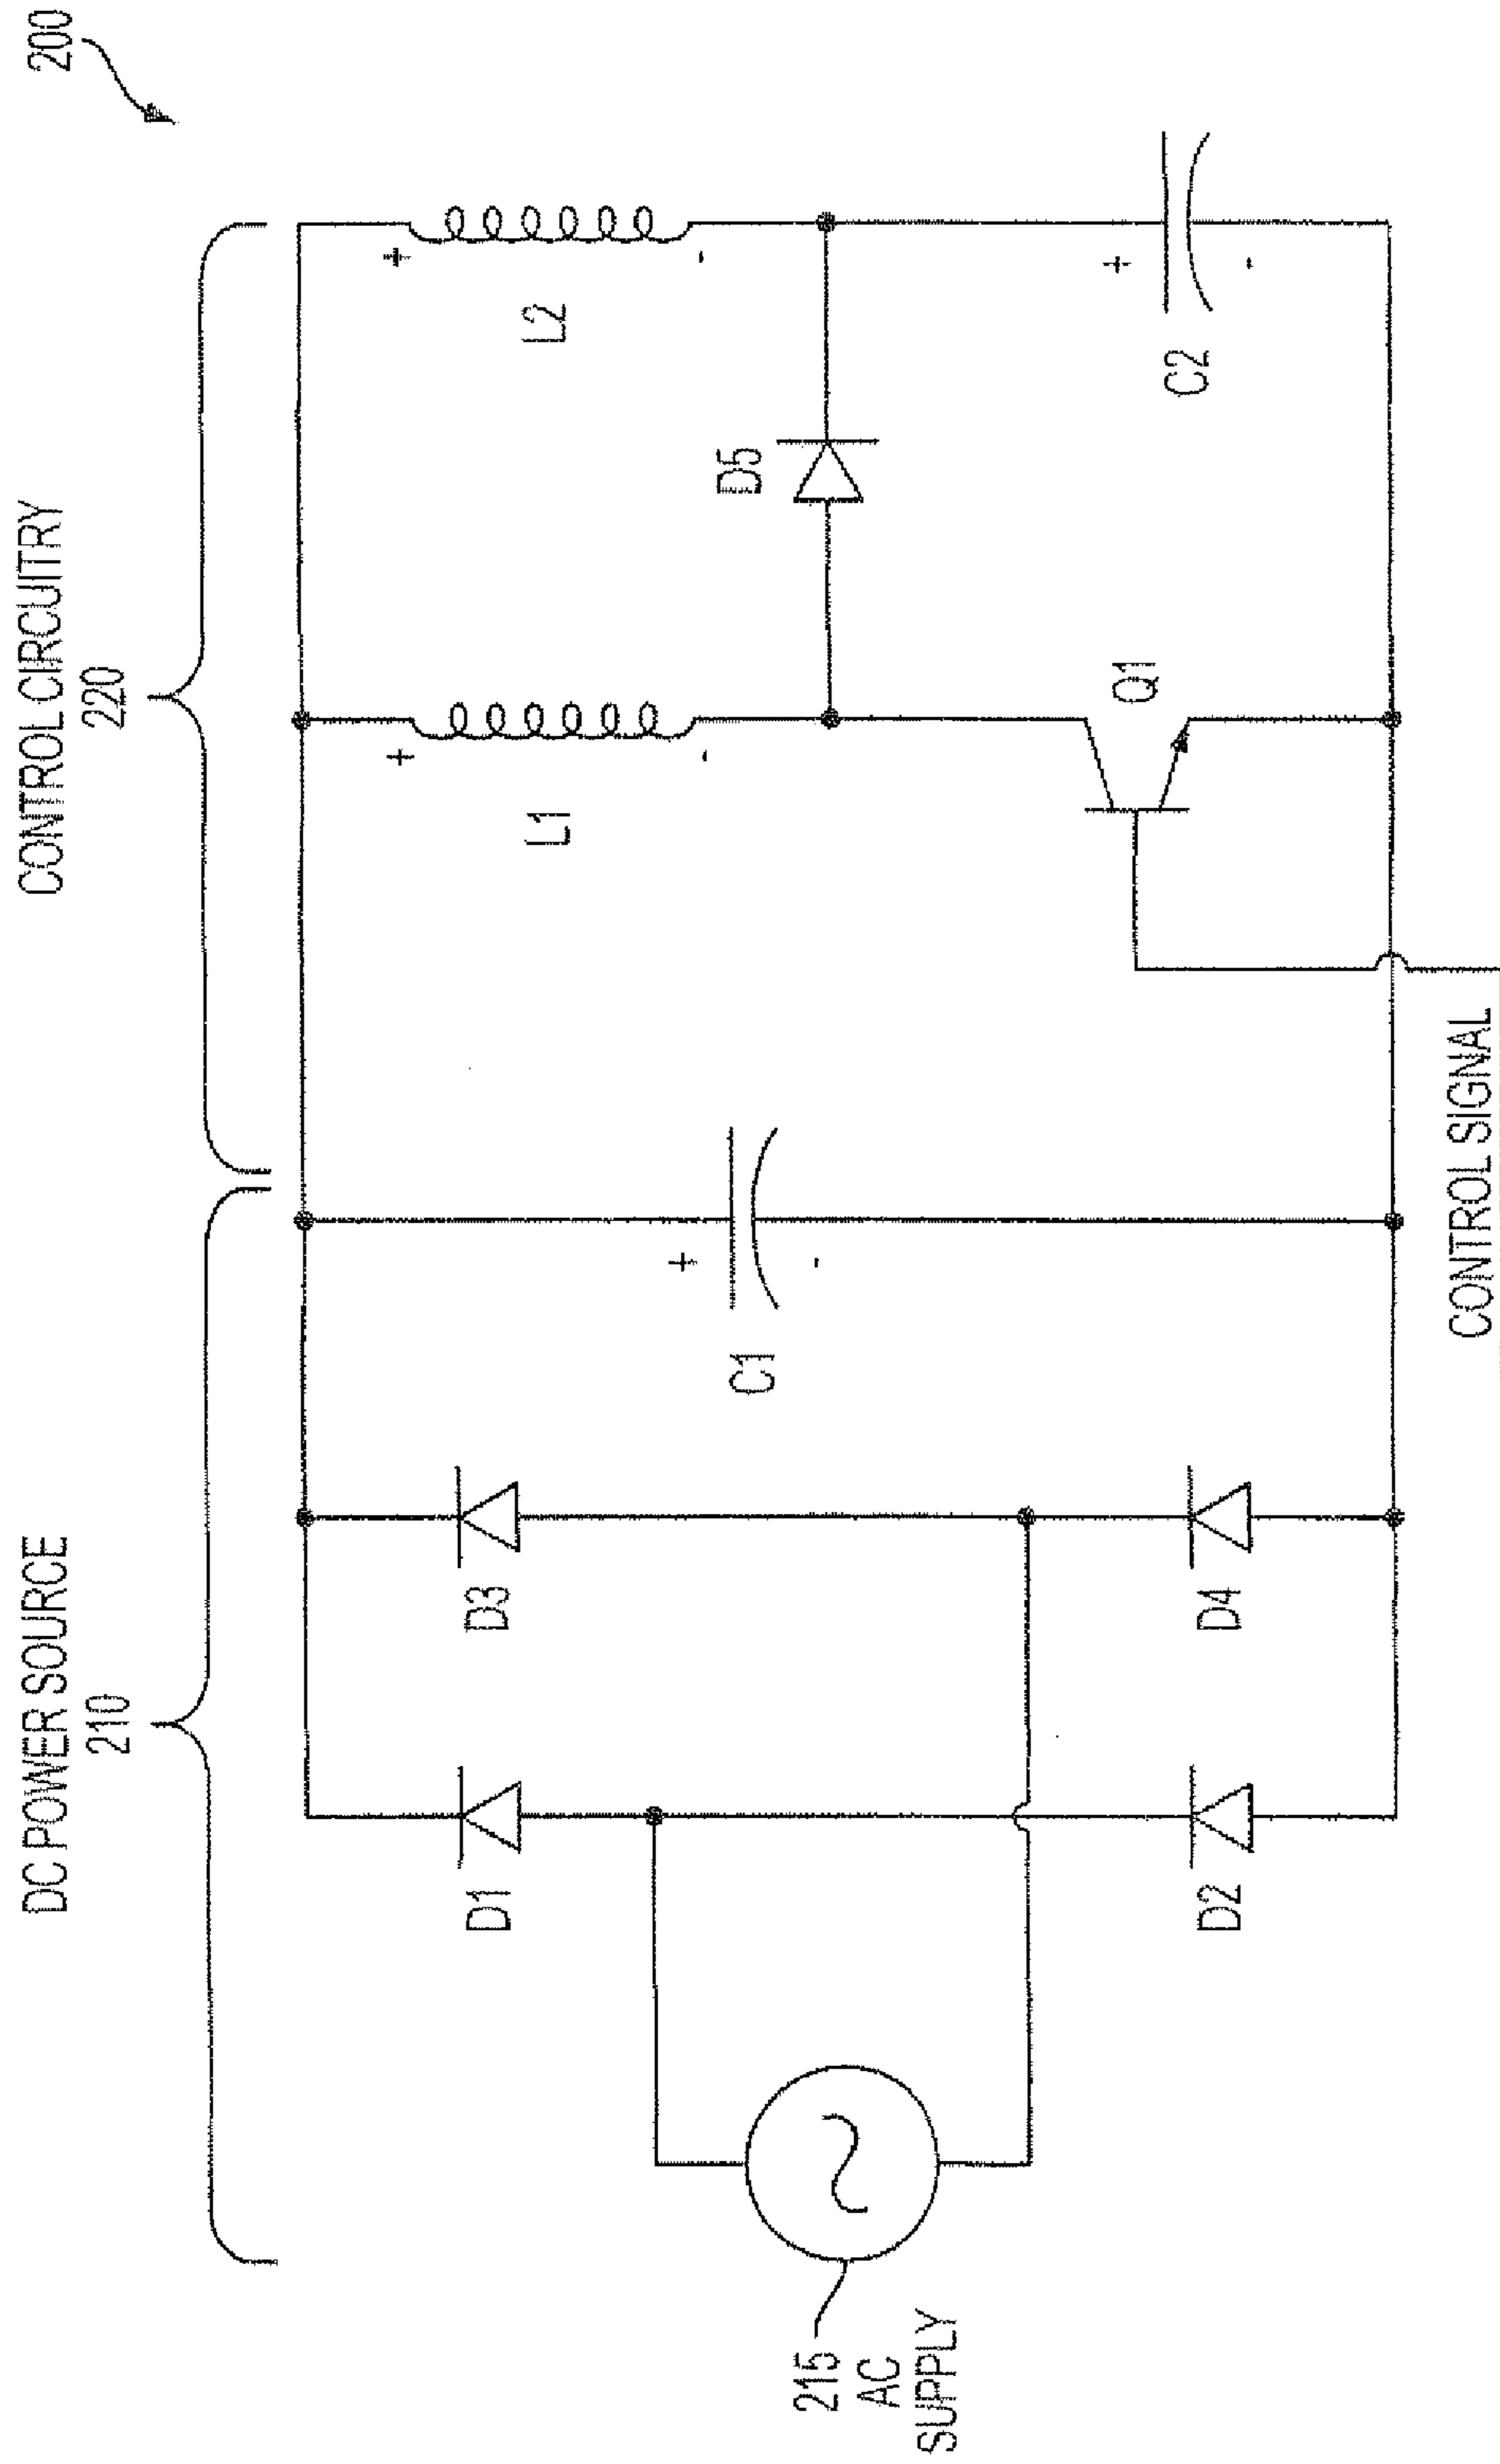 200
DC POWER SOURCE
210
CONTROL CIRCUITRY
220
215
AC
SUPPLY
D1
D2
D3
D4
+
C1
-
+
L1
-
D5
Q1
+
L2
-
+
C2
-
CONTROL SIGNAL